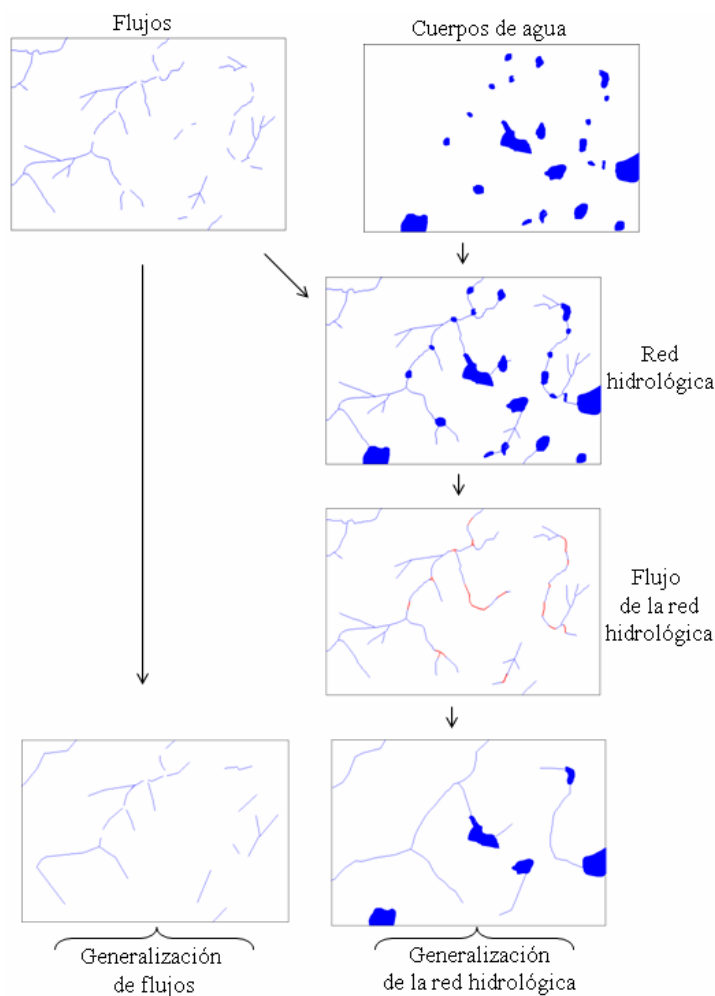 Flujos
Cuerpos de agua
Red
hidrológica
Flujo
de la red
hidrológica
Generalización
de flujos
Generalización
de la red hidrológica